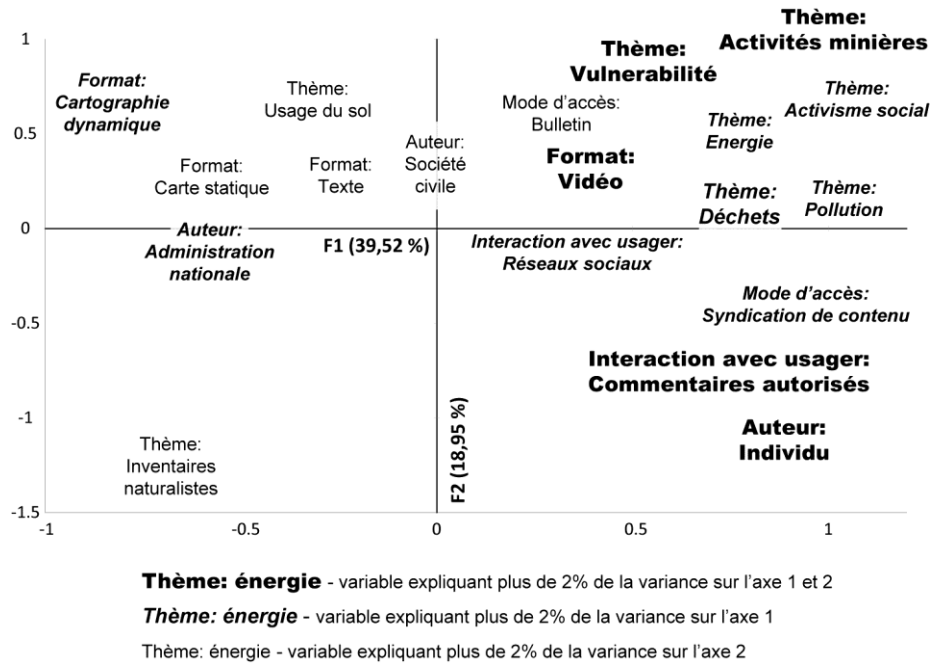 Thème:
Activités minières
1
Thème:
Vulnerabilité
Format:
Cartographie
dynamique
Thème:
Usage du sol
Mode d'accès:
Bulletin
Thème:
Activisme social
Thème:
Energie
0.5
Auteur:
Société
civile
Format:
Carte statique
Format:
Texte
Format:
Vidéo
Thème:
Déchets
Thème:
Pollution
0
Auteur:
Administration
nationale
F1 (39,52 %)
Interaction avec usager:
Réseaux sociaux
Mode d'accès:
Syndication de contenu
-0.5
Interaction avec usager:
Commentaires autorisés
-1
Auteur:
Individu
Thème:
Inventaires
naturalistes
F2 (18,95 %)
-1.5
-1
-0.5
0
0.5
1
Thème: énergie - variable expliquant plus de 2% de la variance sur l'axe 1 et 2
Thème: énergie - variable expliquant plus de 2% de la variance sur l'axe 1
Thème: énergie - variable expliquant plus de 2% de la variance sur l'axe 2